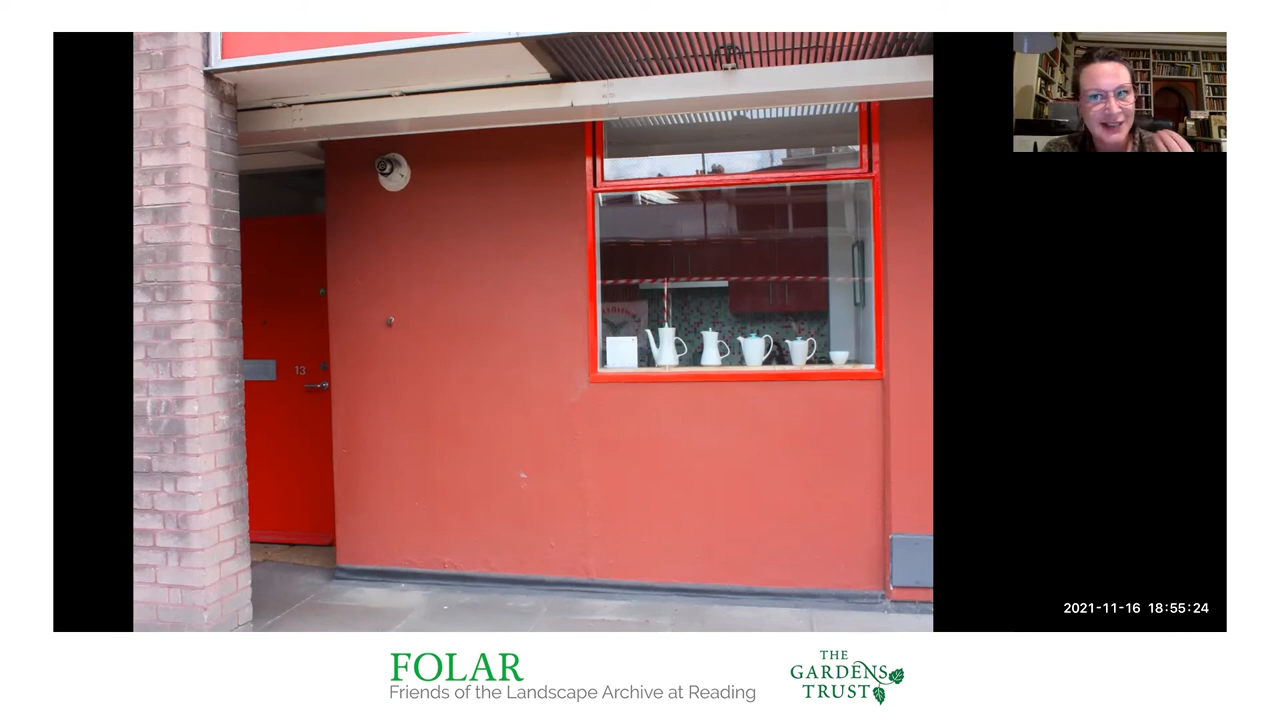 13
2021-11-16 18:55:24
FOLAR
Friends of the Landscape Archive at Reading
THE
GARDENS
TRUST